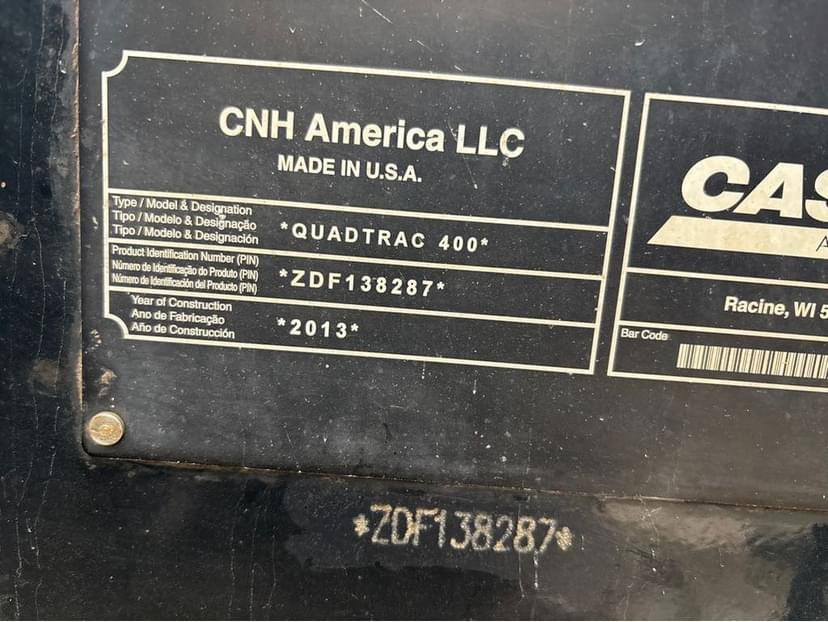 CNH America LLC
MADE IN U.S.A.
Type / Model & Designation
Tipo / Modelo & Designação
Tipo / Modelo & Designación
*QUADTRAC 400*
Product Identification Number (PIN)
Número de Identificação do Produto (PIN)
Número de Identificación del Producto (PIN)
*ZDF138287*
Year of Construction
Ano de Fabricação
Año de Construcción
*2013*
CAS
A
Racine, WI 5
Bar Code
*ZDF138287*